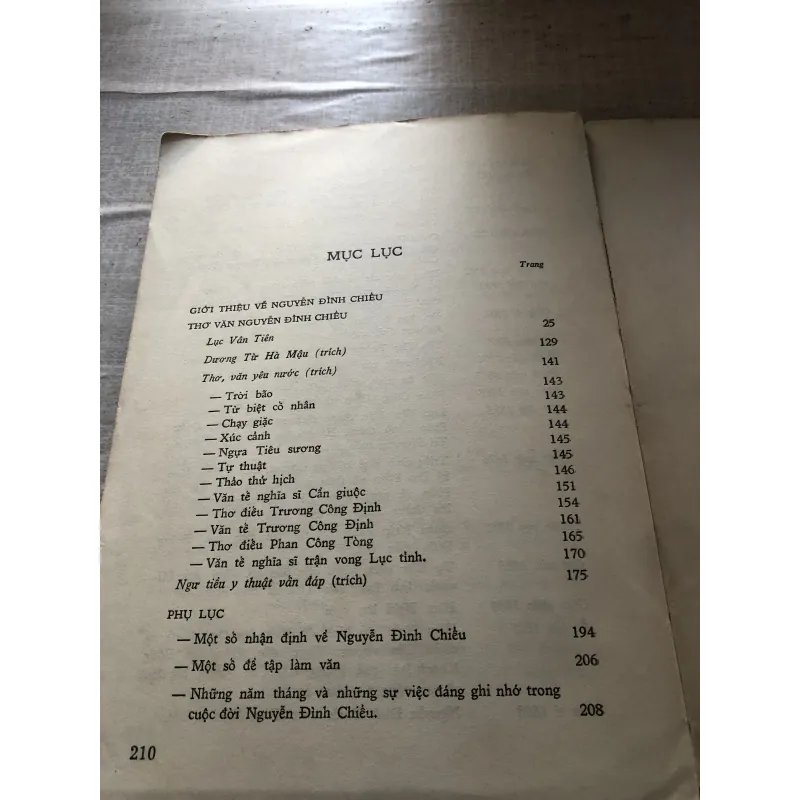 MỤC LỤC
Trang
GIỚI THIỆU VỀ NGUYỄN ĐÌNH CHIỂU
THƠ VĂN NGUYỄN ĐÌNH CHIỂU
Lục Vân Tiên 25
Dương Từ Hà Mậu (trích) 129
Thơ, văn yêu nước (trích) 141
— Trời bão 143
— Từ biệt cố nhân 143
— Chạy giặc 144
— Xúc cảnh 144
— Ngựa Tiêu sương 145
— Tự thuật 145
— Thảo thử hịch 146
— Văn tế nghĩa sĩ Cần giuộc 151
— Thơ điếu Trương Công Định 154
— Văn tế Trương Công Định 161
— Thơ điếu Phan Công Tòng 165
— Văn tế nghĩa sĩ trận vong Lục tỉnh. 170
Ngư tiều y thuật vấn đáp (trích) 175
PHỤ LỤC
— Một số nhận định về Nguyễn Đình Chiểu 194
— Một số đề tập làm văn 206
— Những năm tháng và những sự việc đáng ghi nhớ trong
cuộc đời Nguyễn Đình Chiểu. 208
210